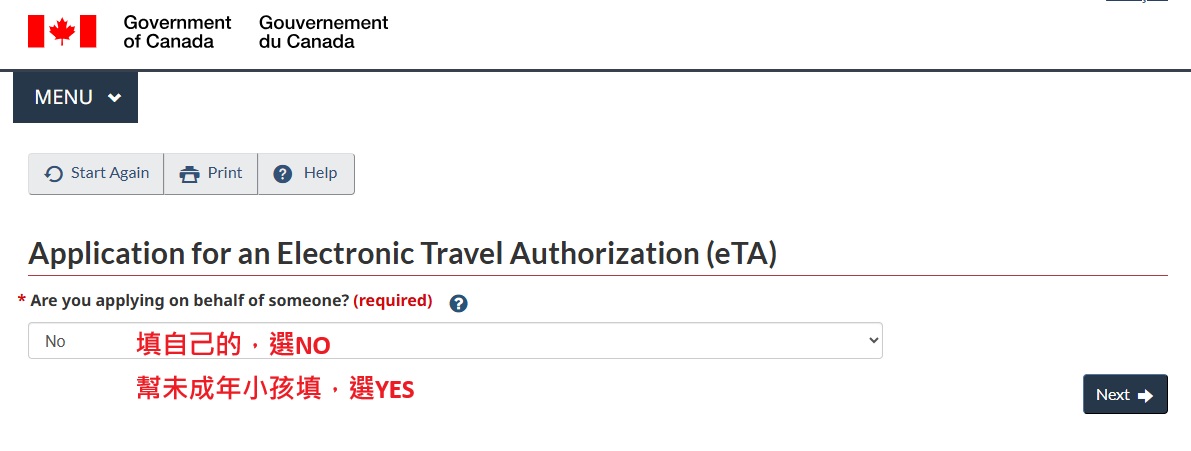 Government of Canada
Gouvernement du Canada
MENU
Start Again Print Help
Application for an Electronic Travel Authorization (eTA)
* Are you applying on behalf of someone? (required) ?
No 填自己的，選NO
幫未成年小孩填，選YES
Next